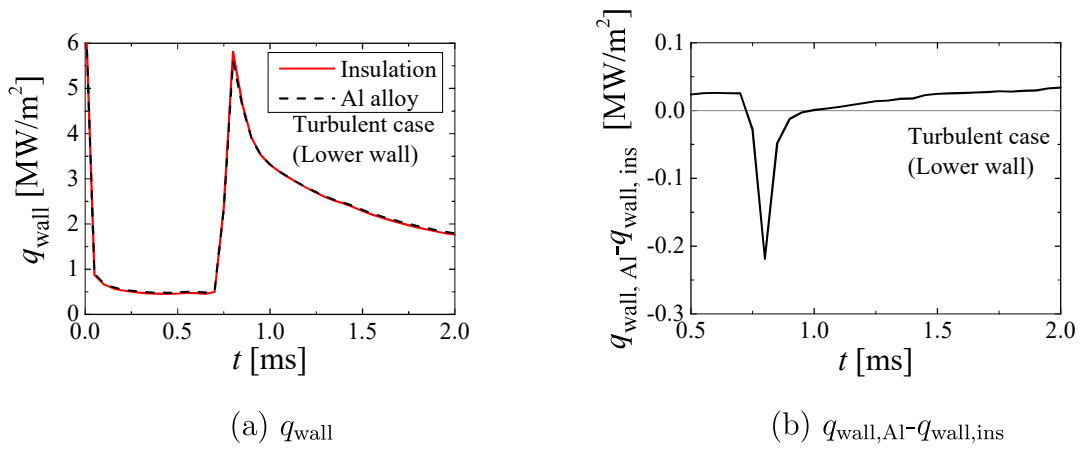 6
5
4
3
2
1
0
q_wall [MW/m²]
Insulation
Al alloy
Turbulent case
(Lower wall)
0.0 0.5 1.0 1.5 2.0
t [ms]
(a) q_wall
0.1
0.0
-0.1
-0.2
-0.3
q_wall, Al-q_wall, ins [MW/m²]
Turbulent case
(Lower wall)
0.5 1.0 1.5 2.0
t [ms]
(b) q_wall,Al-q_wall,ins